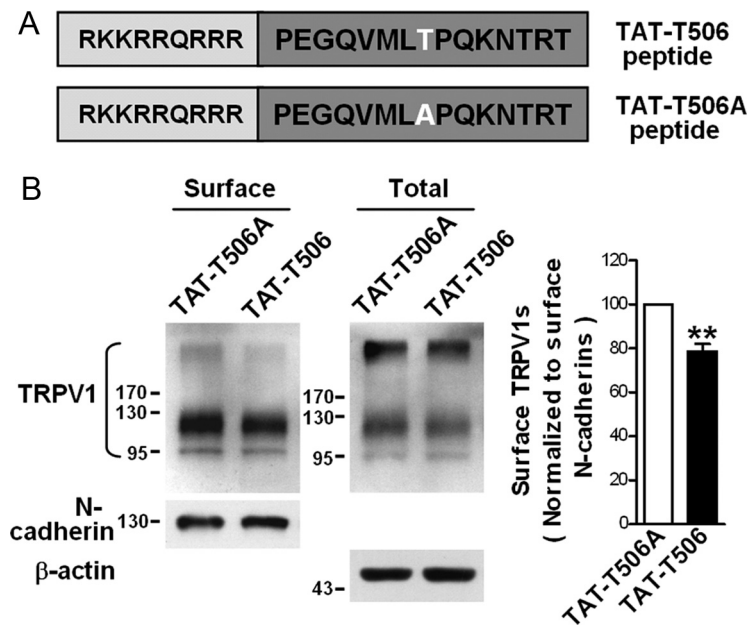 A
RKKRRQRRR PEGQVMLTPQKNTRT TAT-T506
peptide
RKKRRQRRR PEGQVMLAPQKNTRT TAT-T506A
peptide
B
Surface
TAT-T506A
TAT-T506
Total
TAT-T506A
TAT-T506
TRPV1
170
130
95
170
130
95
N-
cadherin
130
β-actin
43
Surface TRPV1s
( Normalized to surface
N-cadherins )
120
100
80
60
40
20
0
**
TAT-T506A
TAT-T506